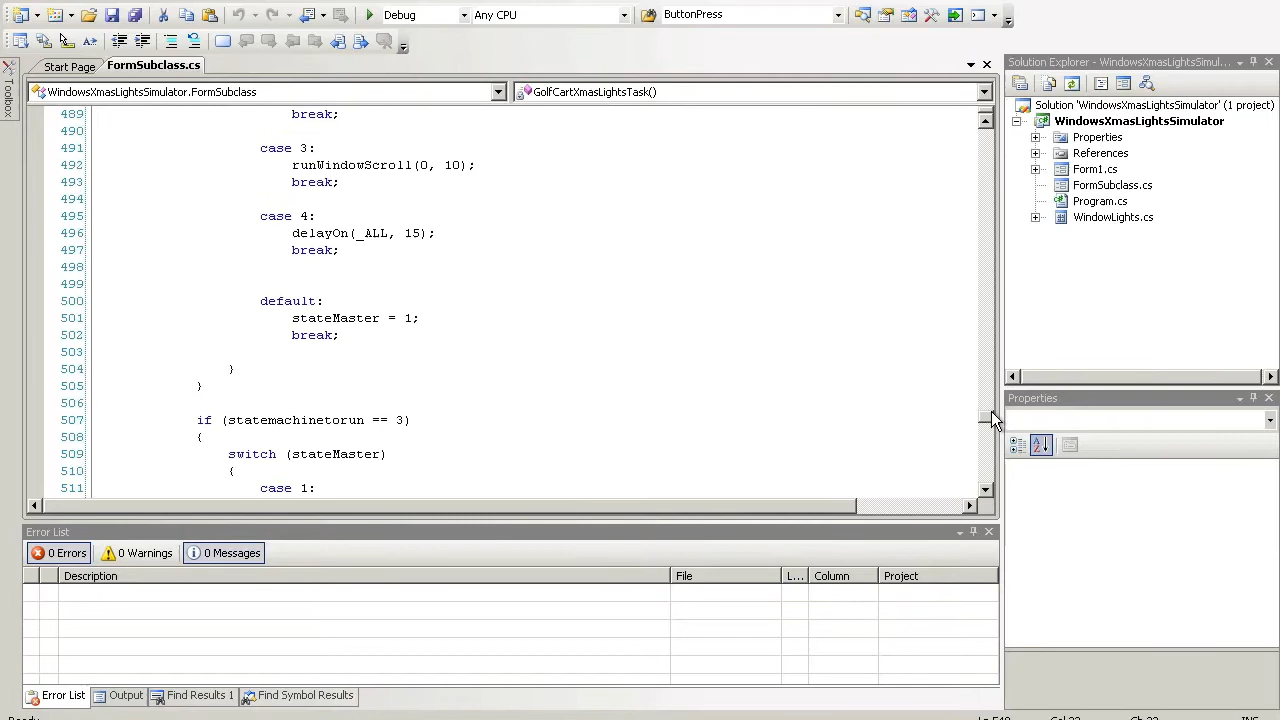 Debug Any CPU ButtonPress
Toolbox
Start Page FormSubclass.cs
WindowsXmasLightsSimulator.FormSubclass GolfCartXmasLightsTask()
489 break;
490
491 case 3:
492 runWindowScroll(0, 10);
493 break;
494
495 case 4:
496 delayOn(_ALL, 15);
497 break;
498
499
500 default:
501 stateMaster = 1;
502 break;
503
504 }
505 }
506
507 if (statemachinetorun == 3)
508 {
509 switch (stateMaster)
510 {
511 case 1:
Solution Explorer - WindowsXmasLightsSimul...
Solution 'WindowsXmasLightsSimulator' (1 project)
WindowsXmasLightsSimulator
Properties
References
Form1.cs
FormSubclass.cs
Program.cs
WindowLights.cs
Properties
Error List
0 Errors 0 Warnings 0 Messages
Description File L... Column Project
Error List Output Find Results 1 Find Symbol Results